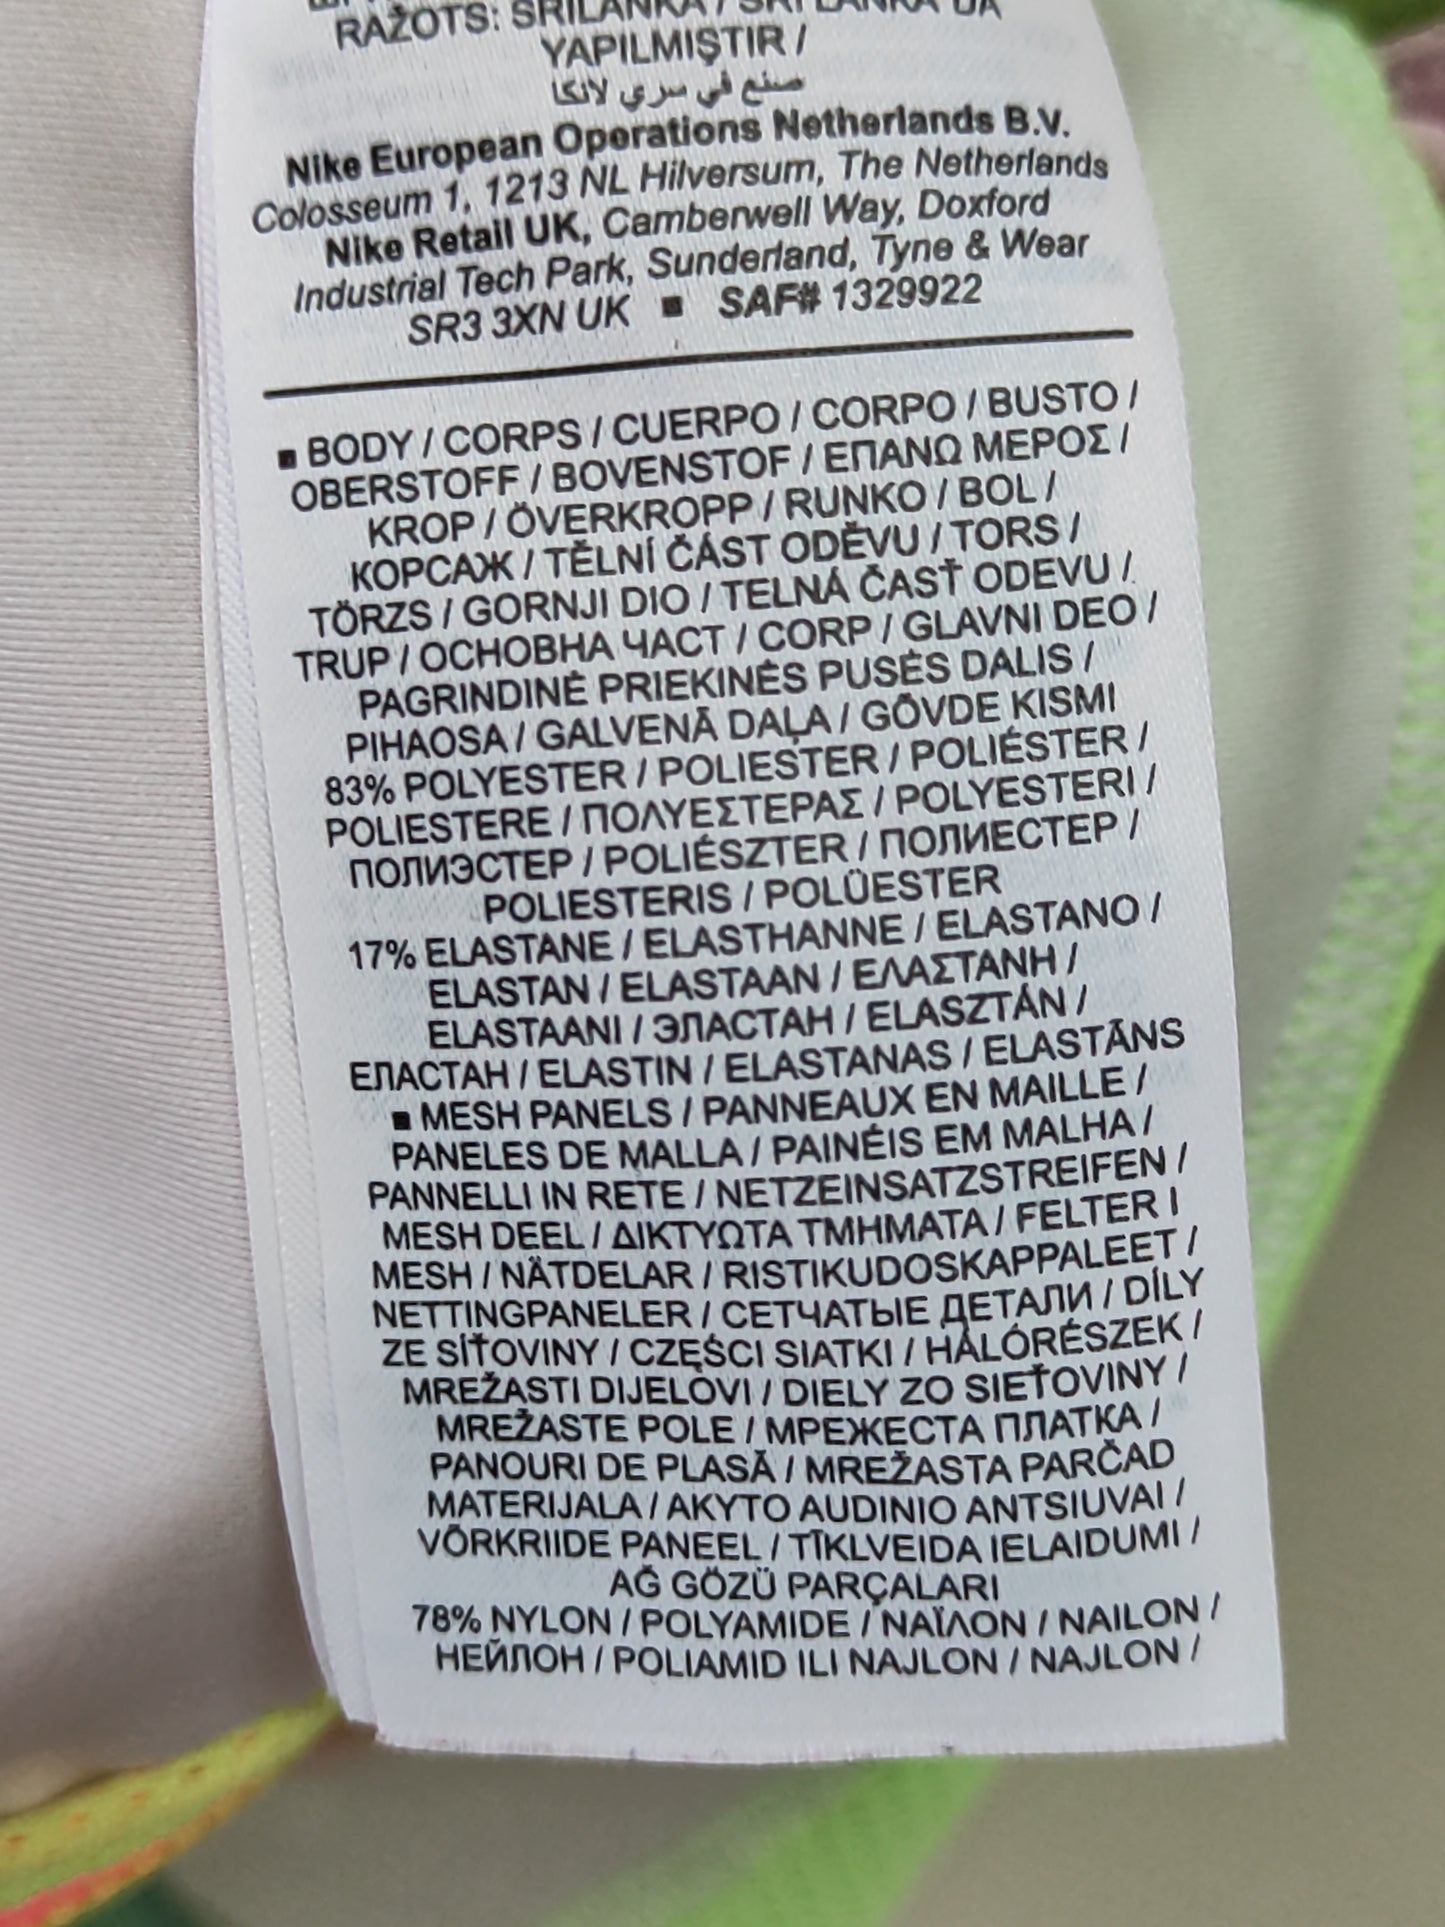 RAŽOTS: SRILANKA / SRI LANKA'DA
YAPILMIŞTIR /
صنع في سري لانكا
Nike European Operations Netherlands B.V.
Colosseum 1, 1213 NL Hilversum, The Netherlands
Nike Retail UK, Camberwell Way, Doxford
Industrial Tech Park, Sunderland, Tyne & Wear
SR3 3XN UK ▪ SAF# 1329922
▪ BODY / CORPS / CUERPO / CORPO / BUSTO /
OBERSTOFF / BOVENSTOF / ΕΠΑΝΩ ΜΕΡΟΣ /
KROP / ÖVERKROPP / RUNKO / BOL /
КОРСАЖ / TĚLNÍ ČÁST ODĚVU / TORS /
TÖRZS / GORNJI DIO / TELNÁ ČASŤ ODEVU /
TRUP / ОСНОВНА ЧАСТ / CORP / GLAVNI DEO /
PAGRINDINĖ PRIEKINĖS PUSĖS DALIS /
PIHAOSA / GALVENĀ DAĻA / GÖVDE KISMI
83% POLYESTER / POLIESTER / POLIÉSTER /
POLIESTERE / ΠΟΛΥΕΣΤΕΡΑΣ / POLYESTERI /
ПОЛИЭСТЕР / POLIÉSZTER / ПОЛИЕСТЕР /
POLIESTERIS / POLÜESTER
17% ELASTANE / ELASTHANNE / ELASTANO /
ELASTAN / ELASTAAN / ΕΛΑΣΤΑΝΗ /
ELASTAANI / ЭЛАСТАН / ELASZTÁN /
ЕЛАСТАН / ELASTIN / ELASTANAS / ELASTĀNS
▪ MESH PANELS / PANNEAUX EN MAILLE /
PANELES DE MALLA / PAINÉIS EM MALHA /
PANNELLI IN RETE / NETZEINSATZSTREIFEN /
MESH DEEL / ΔΙΚΤΥΩΤΑ ΤΜΗΜΑΤΑ / FELTER I
MESH / NÄTDELAR / RISTIKUDOSKAPPALEET /
NETTINGPANELER / СЕТЧАТЫЕ ДЕТАЛИ / DÍLY
ZE SÍŤOVINY / CZĘŚCI SIATKI / HÁLÓRÉSZEK /
MREŽASTI DIJELOVI / DIELY ZO SIEŤOVINY /
MREŽASTE POLE / МРЕЖЕСТА ПЛАТКА /
PANOURI DE PLASĂ / MREŽASTA PARČAD
MATERIJALA / AKYTO AUDINIO ANTSIUVAI /
VÕRKRIIDE PANEEL / TĪKLVEIDA IELAIDUMI /
AĞ GÖZÜ PARÇALARI
78% NYLON / POLYAMIDE / ΝΑΪΛΟΝ / NAILON /
НЕЙЛОН / POLIAMID ILI NAJLON / NAJLON /